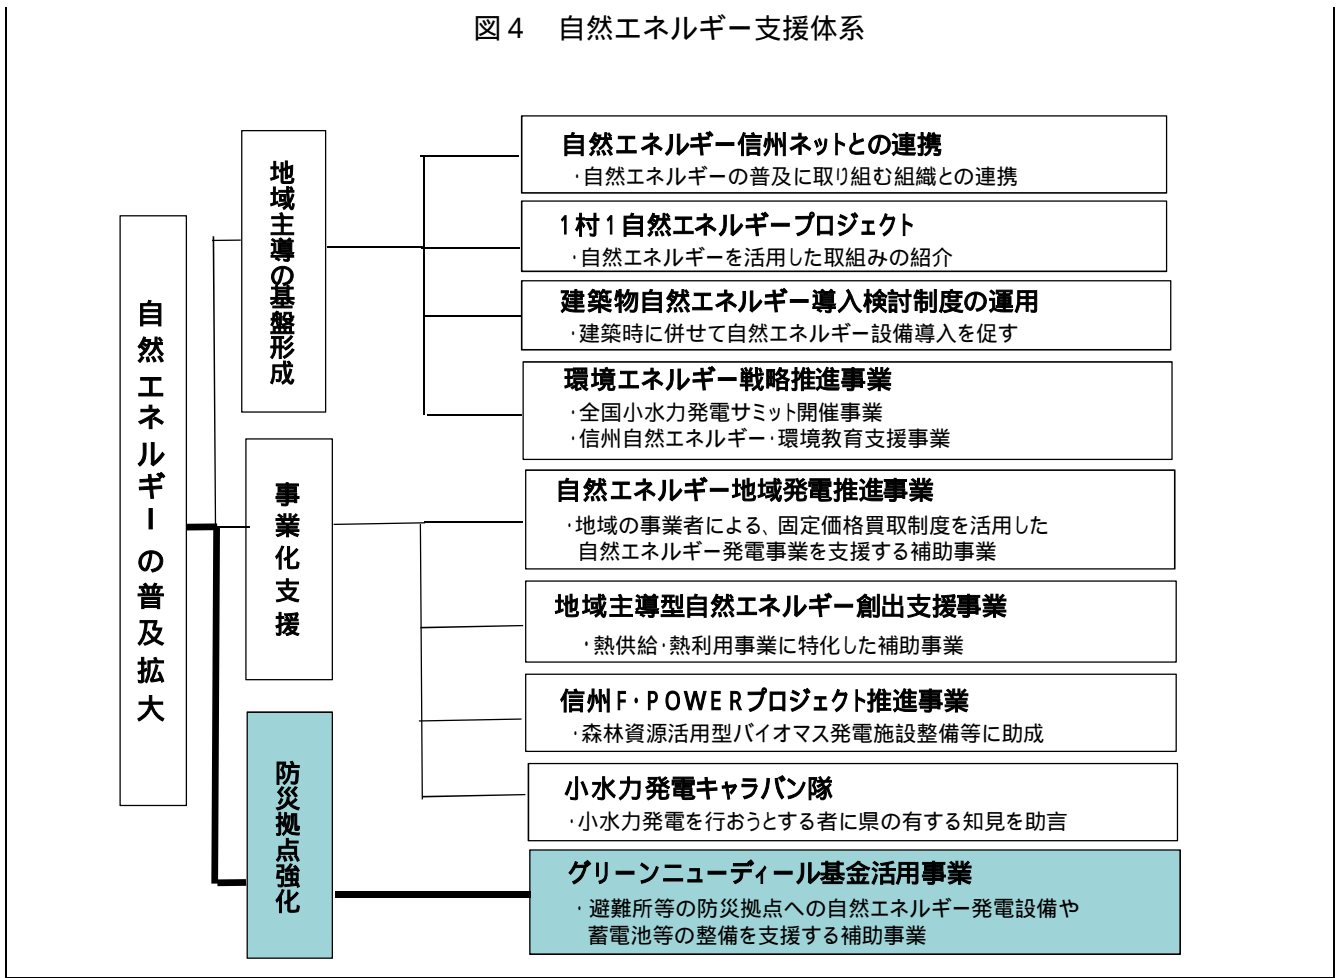 図４　自然エネルギー支援体系
自然エネルギーの普及拡大
地域主導の基盤形成
自然エネルギー信州ネットとの連携
・自然エネルギーの普及に取り組む組織との連携
1村1自然エネルギープロジェクト
・自然エネルギーを活用した取組みの紹介
建築物自然エネルギー導入検討制度の運用
・建築時に併せて自然エネルギー設備導入を促す
環境エネルギー戦略推進事業
・全国小水力発電サミット開催事業
・信州自然エネルギー・環境教育支援事業
事業化支援
自然エネルギー地域発電推進事業
・地域の事業者による、固定価格買取制度を活用した
自然エネルギー発電事業を支援する補助事業
地域主導型自然エネルギー創出支援事業
・熱供給・熱利用事業に特化した補助事業
信州F・POWERプロジェクト推進事業
・森林資源活用型バイオマス発電施設整備等に助成
小水力発電キャラバン隊
・小水力発電を行おうとする者に県の有する知見を助言
防災拠点強化
グリーンニューディール基金活用事業
・避難所等の防災拠点への自然エネルギー発電設備や
蓄電池等の整備を支援する補助事業